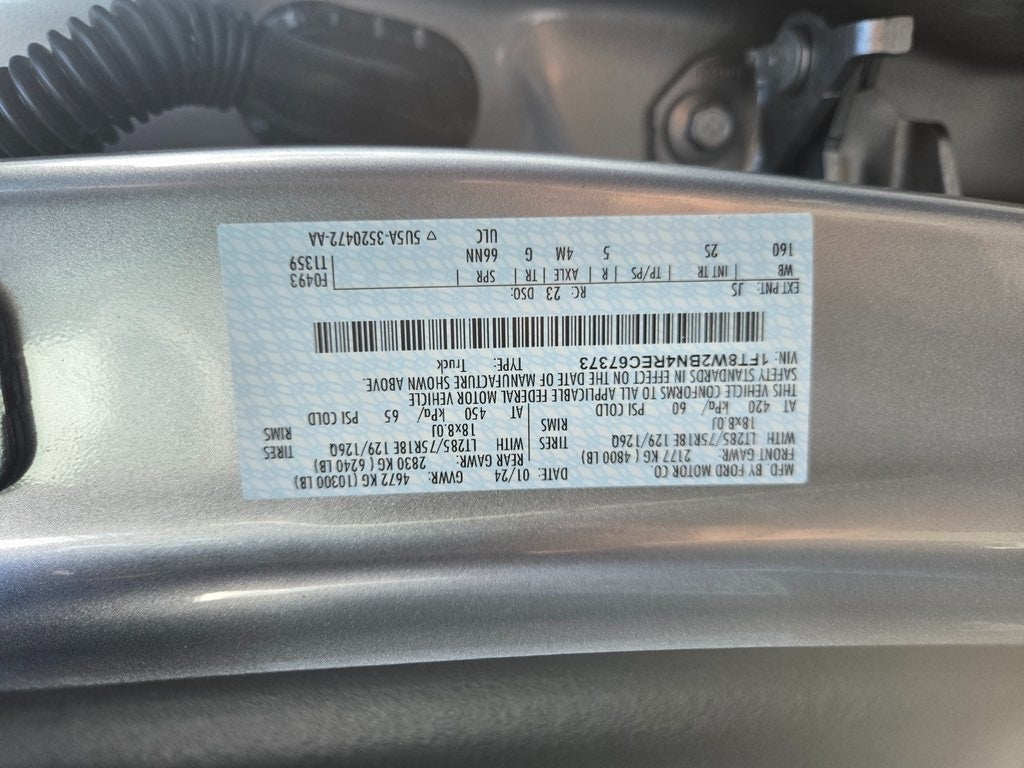 MFD. BY FORD MOTOR CO. DATE: 01/24 GVWR: 4672 KG (10300 LB)
FRONT GAWR: 2177 KG ( 4800 LB) REAR GAWR: 2830 KG ( 6240 LB)
WITH LT285/75R18E 129/126Q TIRES WITH LT285/75R18E 129/126Q TIRES
18x8.0J RIMS 18x8.0J RIMS
AT 420 kPa/ 60 PSI COLD AT 450 kPa/ 65 PSI COLD
THIS VEHICLE CONFORMS TO ALL APPLICABLE FEDERAL MOTOR VEHICLE
SAFETY STANDARDS IN EFFECT ON THE DATE OF MANUFACTURE SHOWN ABOVE.
VIN: 1FT8W2BN4REC67373 TYPE: Truck
EXT PNT: JS RC: 23 DSO: F0493
WB | INT TR | TP/PS | R | AXLE | TR | SPR T1359
160 2S 5 4M G 66NN
ULC ▽ 5U5A-3520472-AA